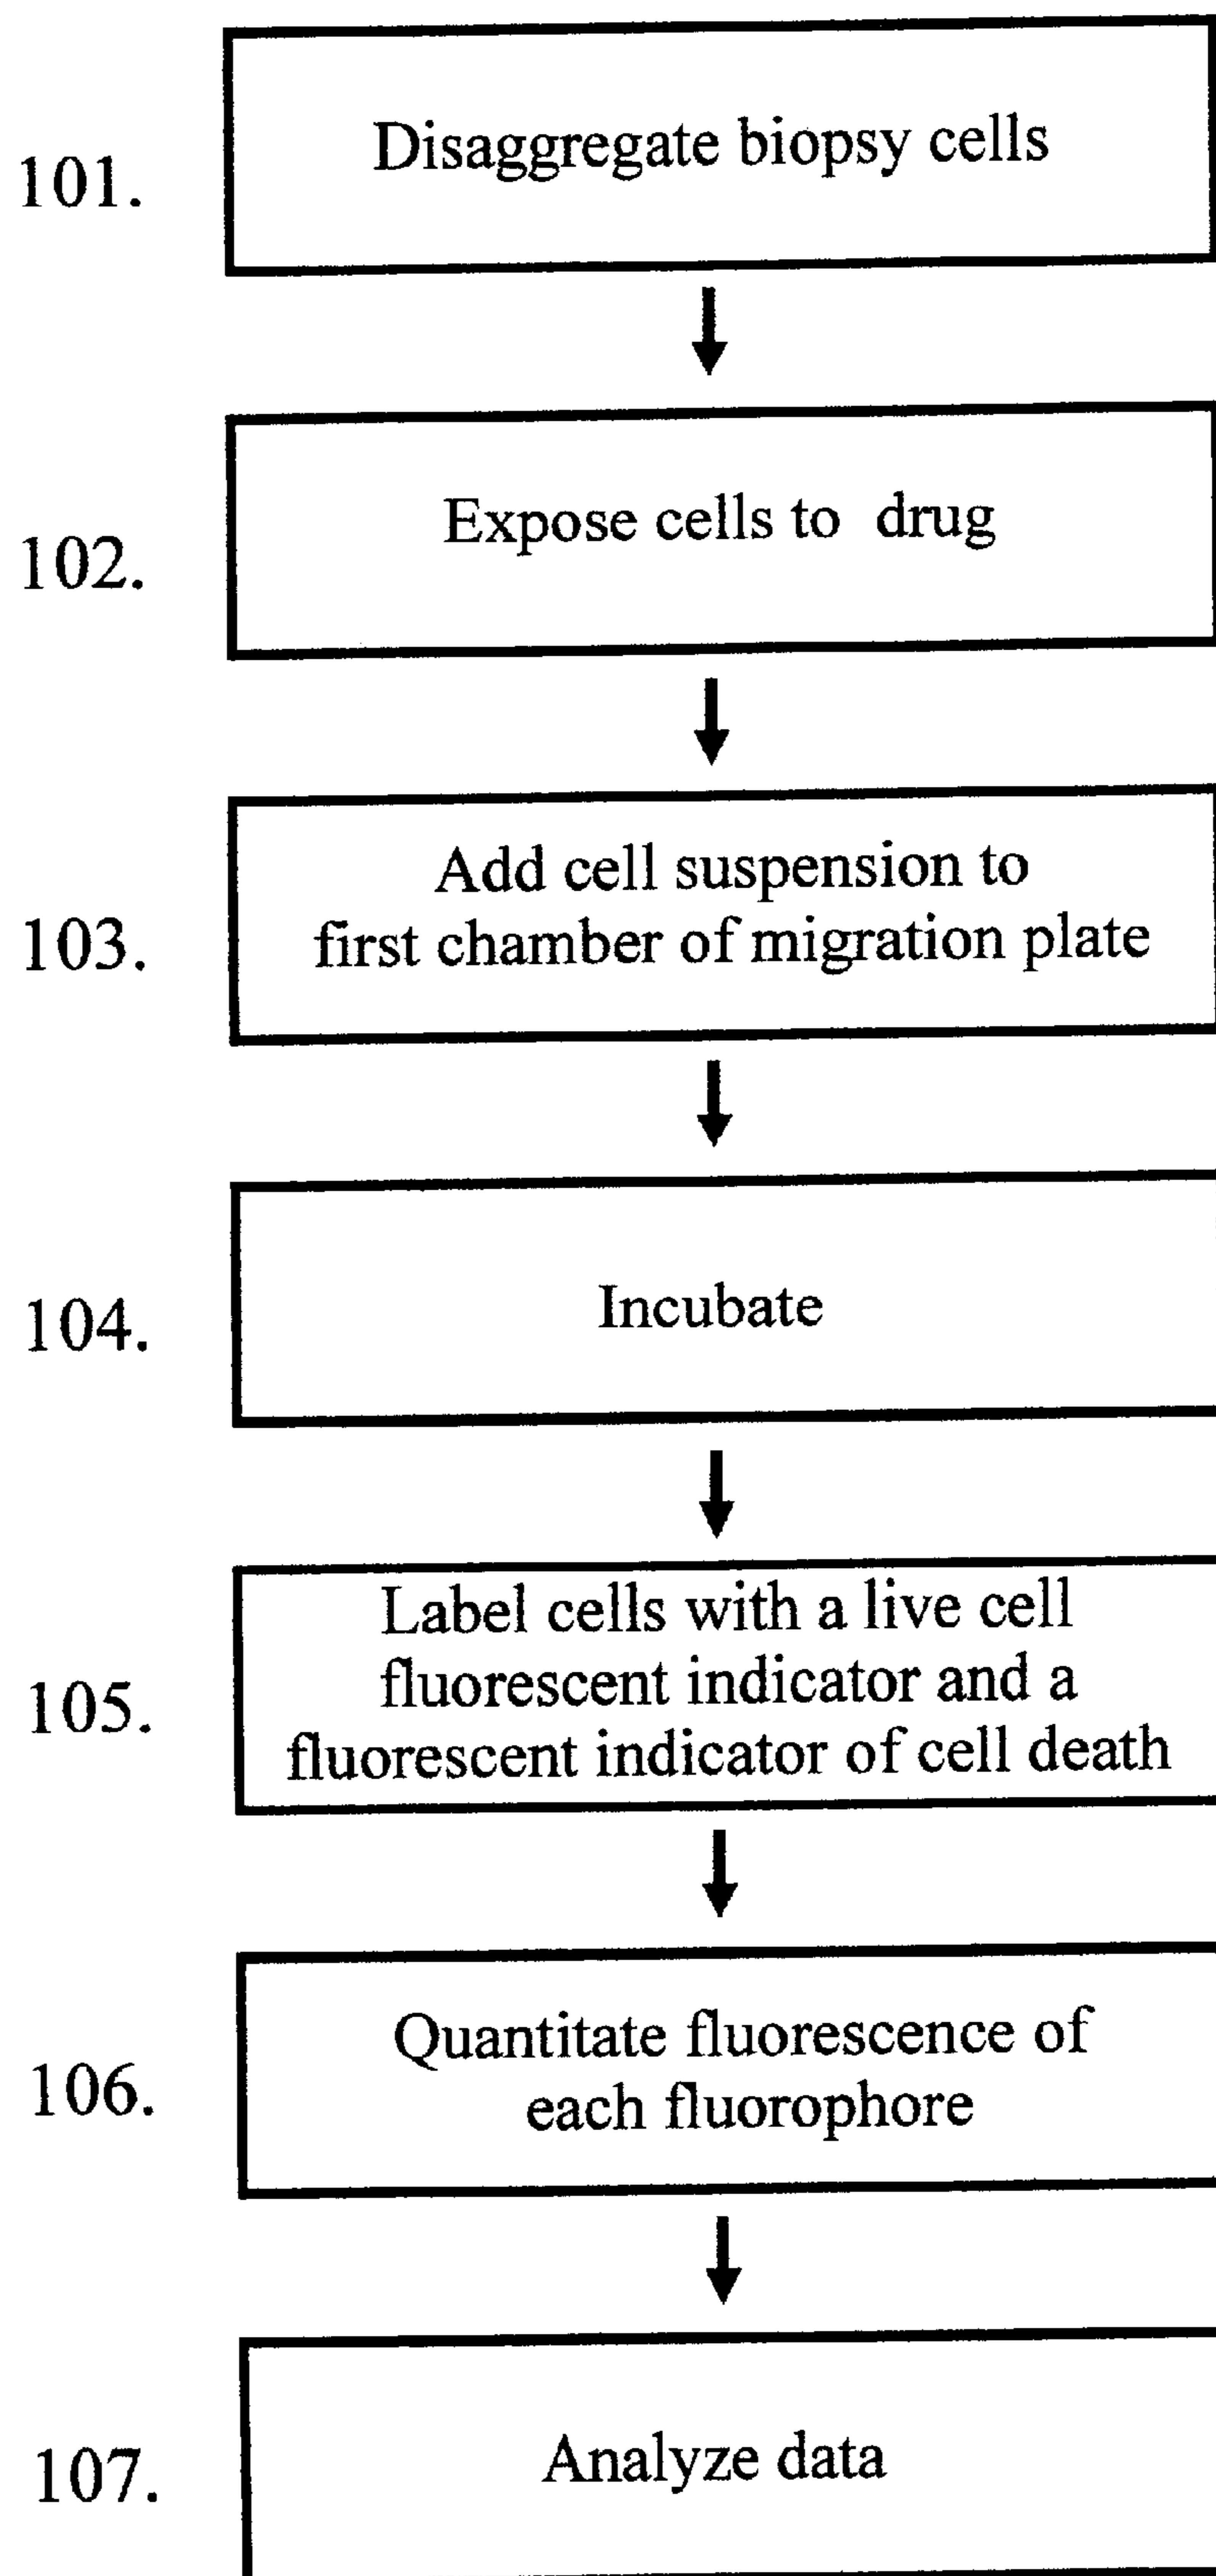 101.
Disaggregate biopsy cells
102.
Expose cells to drug
103.
Add cell suspension to
first chamber of migration plate
104.
Incubate
105.
Label cells with a live cell
fluorescent indicator and a
fluorescent indicator of cell death
106.
Quantitate fluorescence of
each fluorophore
107.
Analyze data